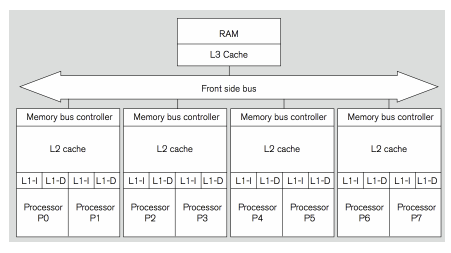 RAM
L3 Cache
Front side bus
Memory bus controller Memory bus controller Memory bus controller Memory bus controller
L2 cache L2 cache L2 cache L2 cache
L1-I L1-D L1-I L1-D L1-I L1-D L1-I L1-D L1-I L1-D L1-I L1-D L1-I L1-D L1-I L1-D
Processor Processor Processor Processor Processor Processor Processor Processor
P0 P1 P2 P3 P4 P5 P6 P7